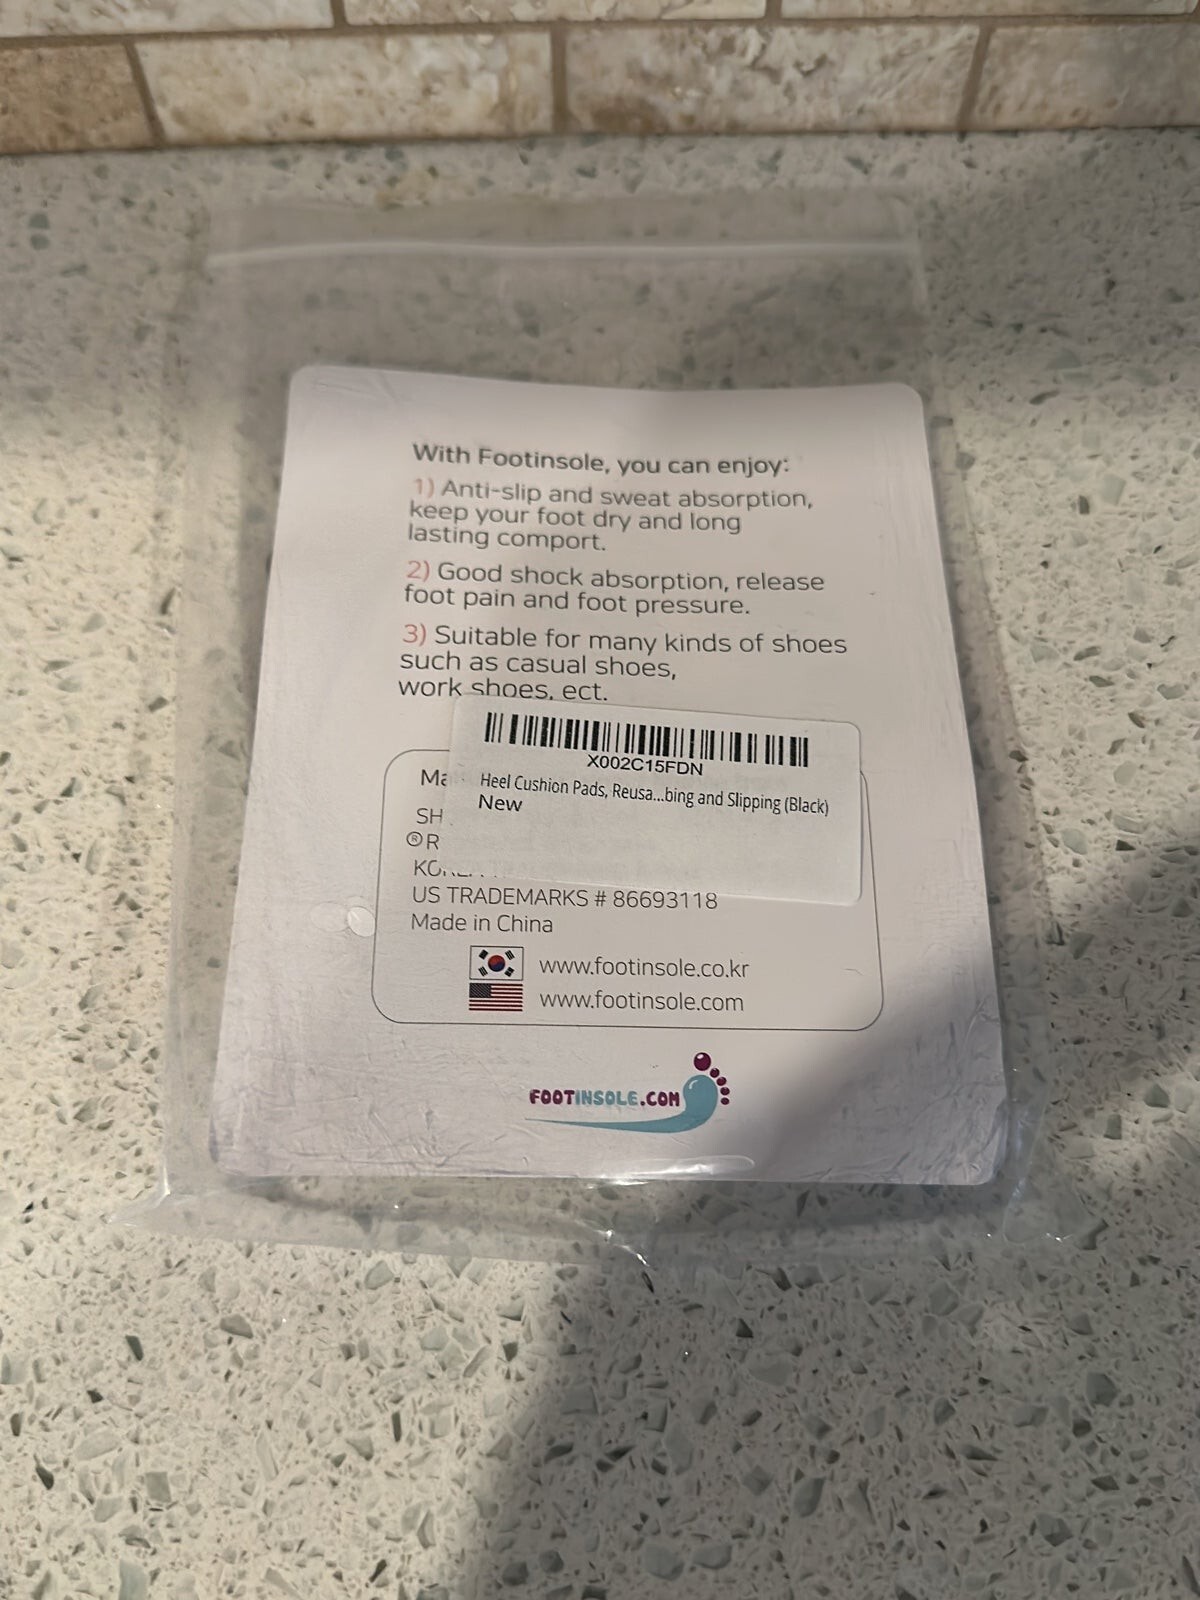 With Footinsole, you can enjoy:
1) Anti-slip and sweat absorption,
keep your foot dry and long
lasting comport.
2) Good shock absorption, release
foot pain and foot pressure.
3) Suitable for many kinds of shoes
such as casual shoes,
work shoes, ect.
X002C15FDN
Heel Cushion Pads, Reusa...bing and Slipping (Black)
New
US TRADEMARKS # 86693118
Made in China
www.footinsole.co.kr
www.footinsole.com
FOOTINSOLE.COM